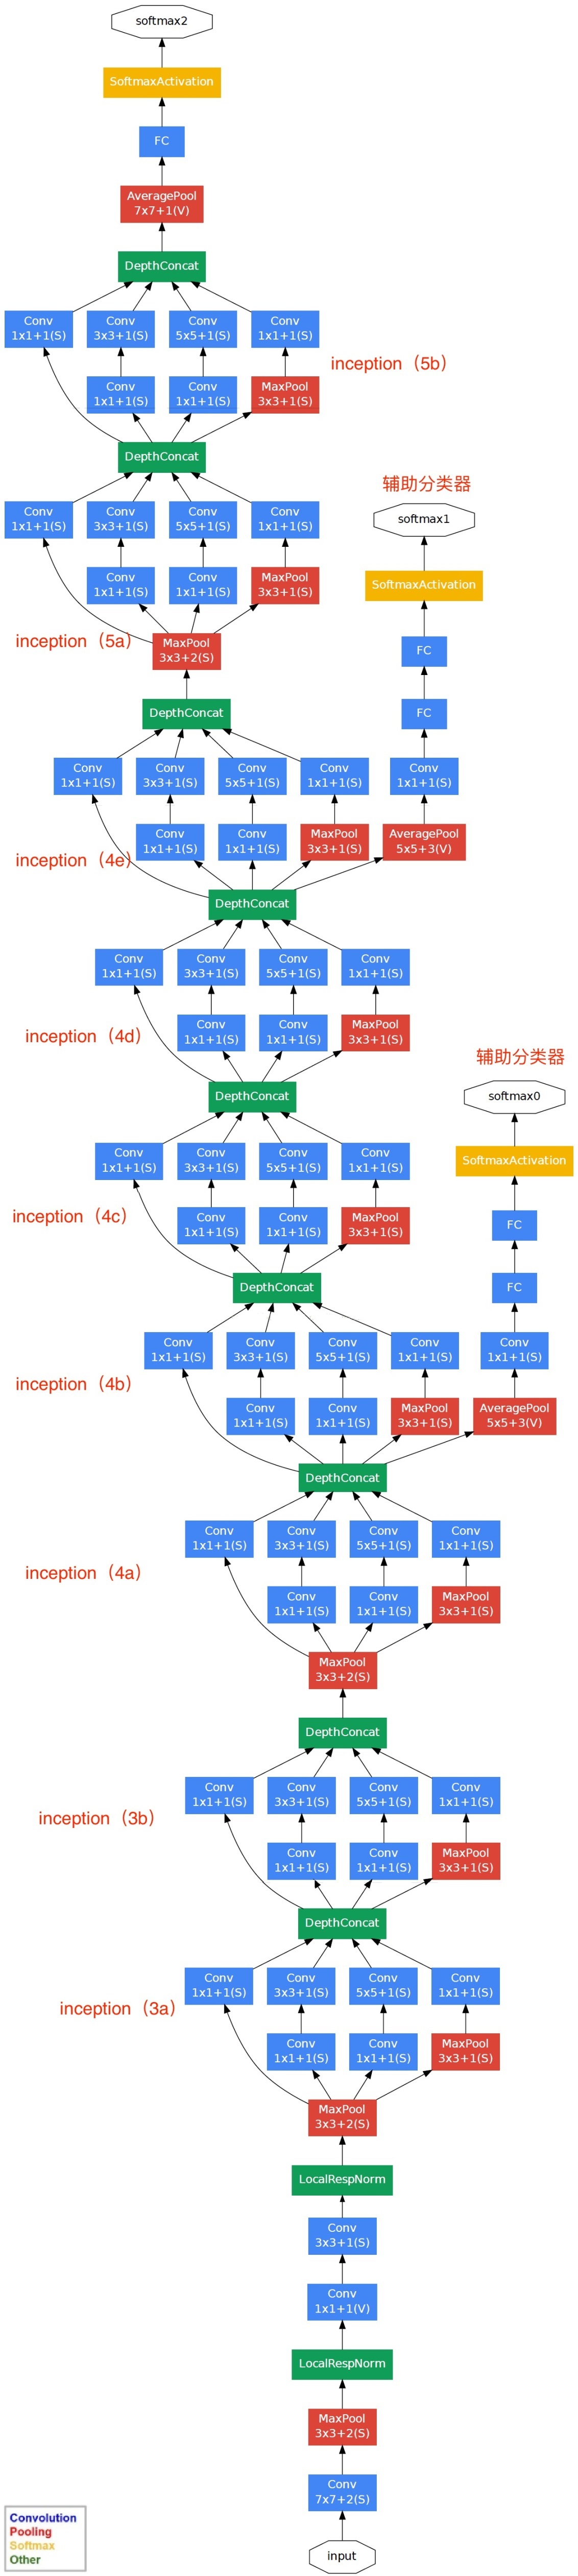 softmax2
SoftmaxActivation
FC
AveragePool
7x7+1(V)
DepthConcat
Conv
1x1+1(S)
Conv
3x3+1(S)
Conv
5x5+1(S)
Conv
1x1+1(S)
inception（5b）
Conv
1x1+1(S)
Conv
1x1+1(S)
MaxPool
3x3+1(S)
DepthConcat
辅助分类器
Conv
1x1+1(S)
Conv
3x3+1(S)
Conv
5x5+1(S)
Conv
1x1+1(S)
softmax1
Conv
1x1+1(S)
Conv
1x1+1(S)
MaxPool
3x3+1(S)
SoftmaxActivation
inception（5a）
MaxPool
3x3+2(S)
FC
DepthConcat
FC
Conv
1x1+1(S)
Conv
3x3+1(S)
Conv
5x5+1(S)
Conv
1x1+1(S)
Conv
1x1+1(S)
inception（4e）
Conv
1x1+1(S)
Conv
1x1+1(S)
MaxPool
3x3+1(S)
AveragePool
5x5+3(V)
DepthConcat
Conv
1x1+1(S)
Conv
3x3+1(S)
Conv
5x5+1(S)
Conv
1x1+1(S)
inception（4d）
Conv
1x1+1(S)
Conv
1x1+1(S)
MaxPool
3x3+1(S)
辅助分类器
DepthConcat
softmax0
Conv
1x1+1(S)
Conv
3x3+1(S)
Conv
5x5+1(S)
Conv
1x1+1(S)
SoftmaxActivation
inception（4c）
Conv
1x1+1(S)
Conv
1x1+1(S)
MaxPool
3x3+1(S)
FC
DepthConcat
FC
Conv
1x1+1(S)
Conv
3x3+1(S)
Conv
5x5+1(S)
Conv
1x1+1(S)
Conv
1x1+1(S)
inception（4b）
Conv
1x1+1(S)
Conv
1x1+1(S)
MaxPool
3x3+1(S)
AveragePool
5x5+3(V)
DepthConcat
Conv
1x1+1(S)
Conv
3x3+1(S)
Conv
5x5+1(S)
Conv
1x1+1(S)
inception（4a）
Conv
1x1+1(S)
Conv
1x1+1(S)
MaxPool
3x3+1(S)
MaxPool
3x3+2(S)
DepthConcat
Conv
1x1+1(S)
Conv
3x3+1(S)
Conv
5x5+1(S)
Conv
1x1+1(S)
inception（3b）
Conv
1x1+1(S)
Conv
1x1+1(S)
MaxPool
3x3+1(S)
DepthConcat
Conv
1x1+1(S)
Conv
3x3+1(S)
Conv
5x5+1(S)
Conv
1x1+1(S)
inception（3a）
Conv
1x1+1(S)
Conv
1x1+1(S)
MaxPool
3x3+1(S)
MaxPool
3x3+2(S)
LocalRespNorm
Conv
3x3+1(S)
Conv
1x1+1(V)
LocalRespNorm
MaxPool
3x3+2(S)
Conv
7x7+2(S)
input
Convolution
Pooling
Softmax
Other